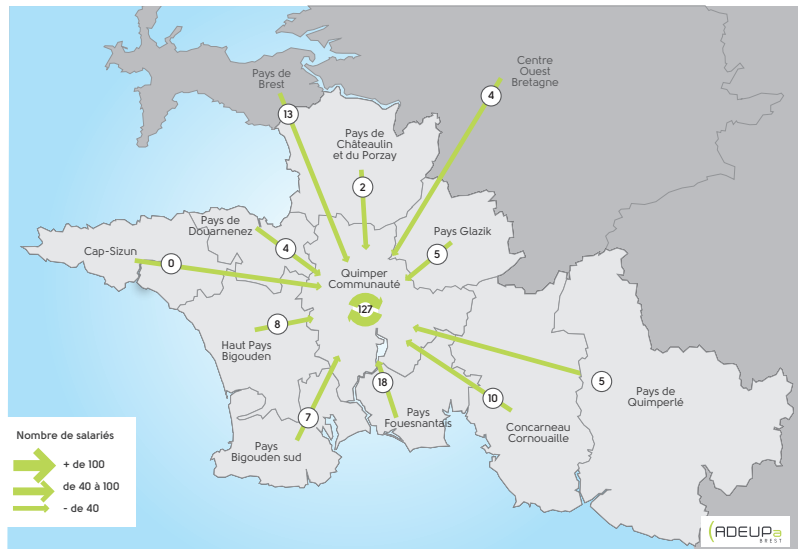 Pays de
Brest
13
Centre
Ouest
Bretagne
4
Pays de
Châteaulin
et du Porzay
2
Pays de
Douarnenez
4
Pays Glazik
5
Cap-Sizun
0
Quimper
Communauté
127
8
Haut Pays
Bigouden
18
10
5
Pays de
Quimperlé
7
Pays
Fouesnantais
Concarneau
Cornouaille
Pays
Bigouden sud
Nombre de salariés
+ de 100
de 40 à 100
- de 40
ADEUPa
BREST